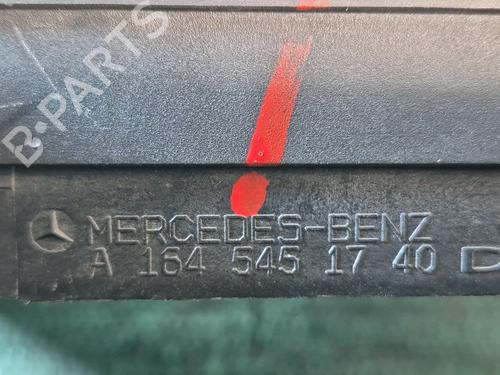 B-PARTS
MERCEDES-BENZ
A 164 545 17 40 D